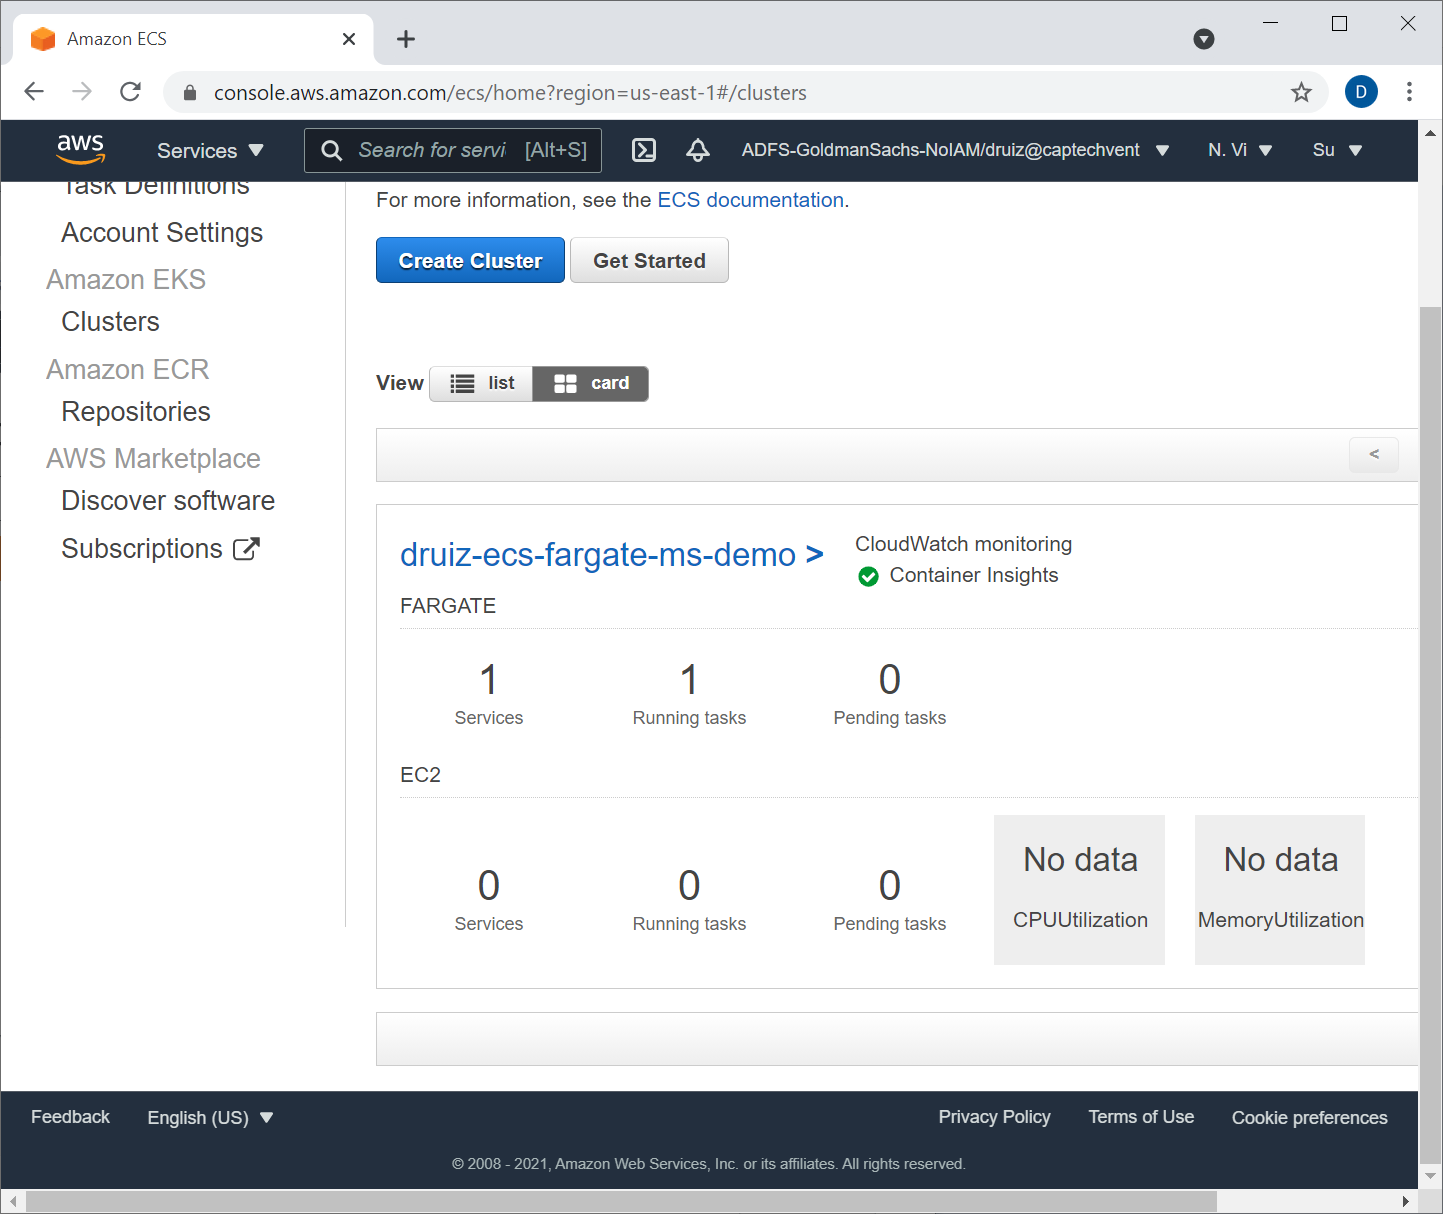 Amazon ECS
console.aws.amazon.com/ecs/home?region=us-east-1#/clusters
D
aws
Services
Search for servi [Alt+S]
ADFS-GoldmanSachs-NoIAM/druiz@captechvent
N. Vi
Su
Task Definitions
Account Settings
Amazon EKS
Clusters
Amazon ECR
Repositories
AWS Marketplace
Discover software
Subscriptions
For more information, see the ECS documentation.
Create Cluster
Get Started
View
list
card
<
druiz-ecs-fargate-ms-demo >
CloudWatch monitoring
Container Insights
FARGATE
1
Services
1
Running tasks
0
Pending tasks
EC2
0
Services
0
Running tasks
0
Pending tasks
No data
CPUUtilization
No data
MemoryUtilization
Feedback
English (US)
Privacy Policy
Terms of Use
Cookie preferences
© 2008 - 2021, Amazon Web Services, Inc. or its affiliates. All rights reserved.